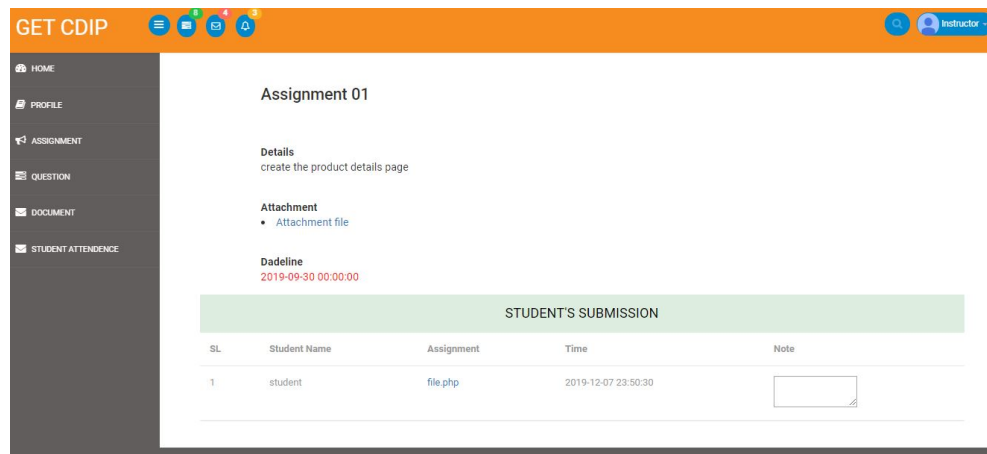 GET CDIP
8
4
3
Instructor
HOME
PROFILE
ASSIGNMENT
QUESTION
DOCUMENT
STUDENT ATTENDENCE
Assignment 01
Details
create the product details page
Attachment
• Attachment file
Dadeline
2019-09-30 00:00:00
STUDENT'S SUBMISSION
SL Student Name Assignment Time Note
1 student file.php 2019-12-07 23:50:30